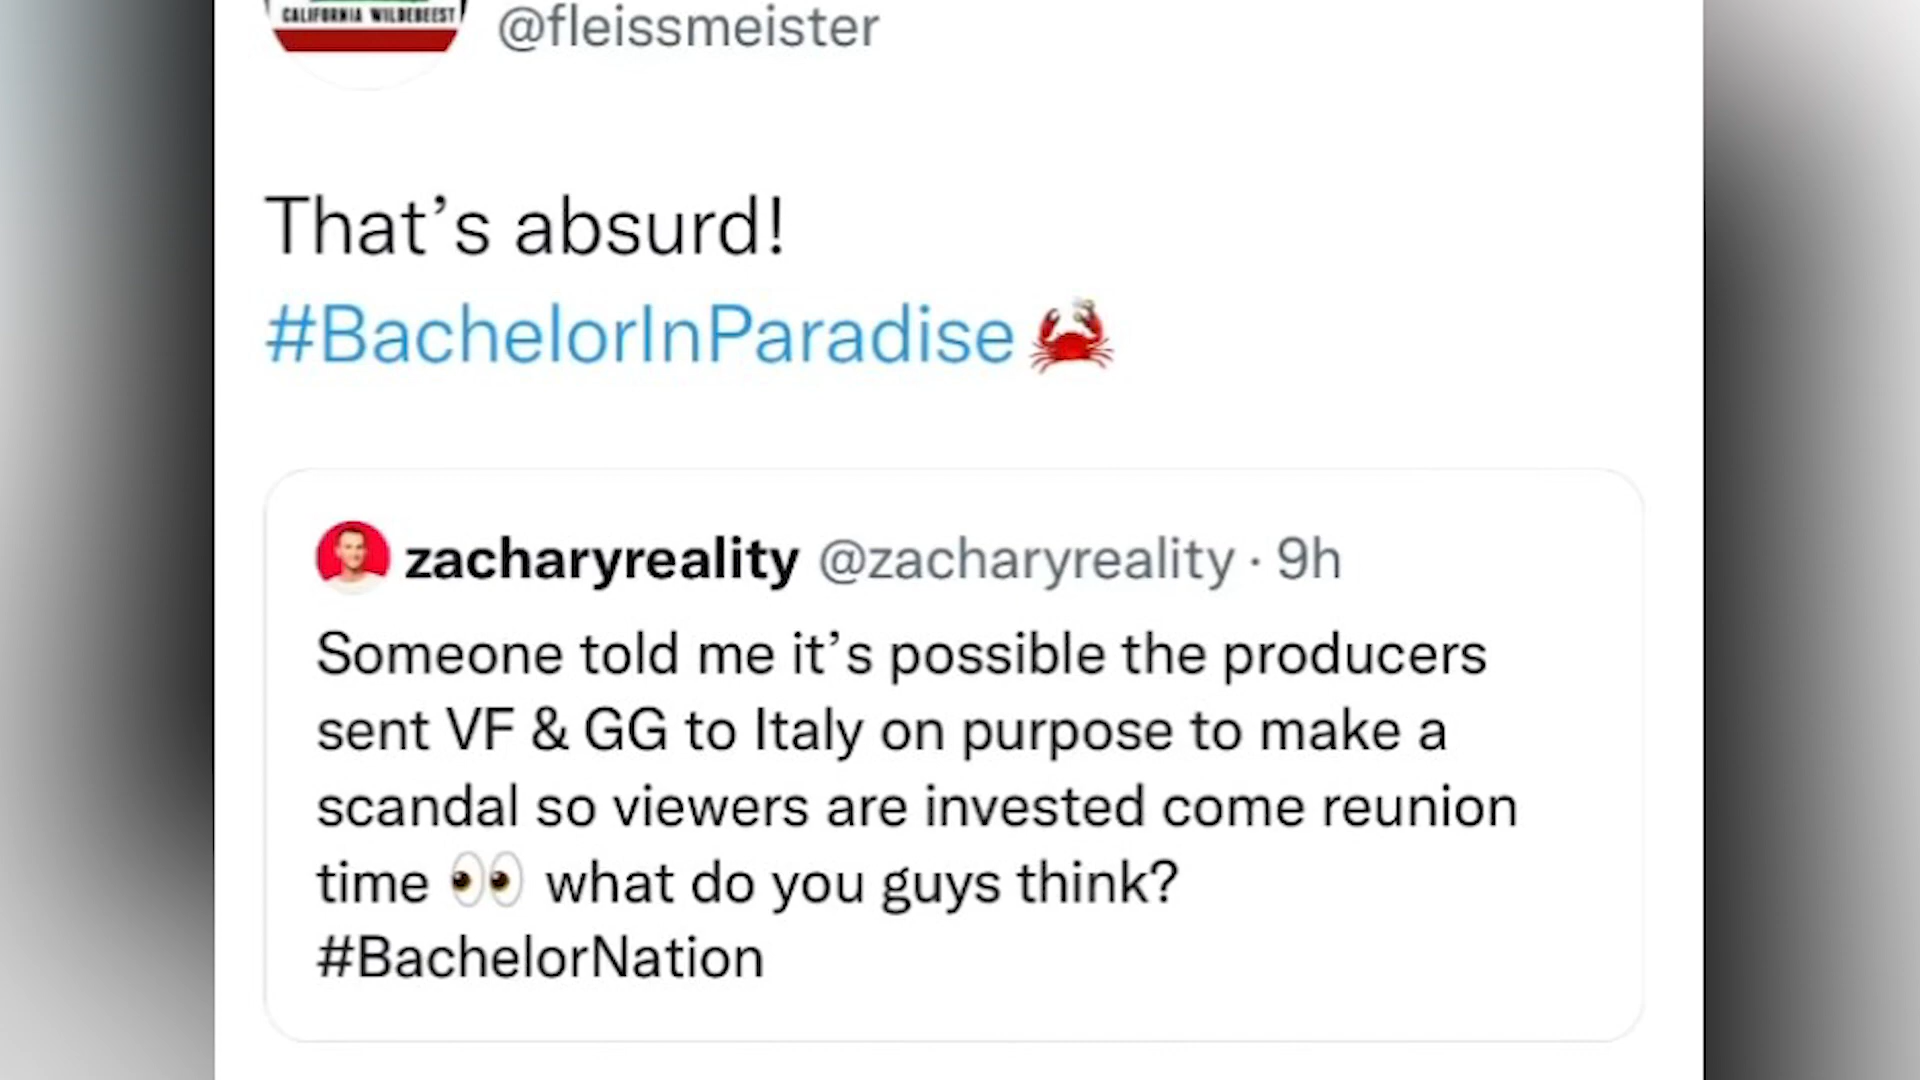 CALIFORNIA WILDEBEEST
@fleissmeister
That's absurd!
#BachelorInParadise 🦀
zacharyreality @zacharyreality · 9h
Someone told me it's possible the producers
sent VF & GG to Italy on purpose to make a
scandal so viewers are invested come reunion
time 👀 what do you guys think?
#BachelorNation